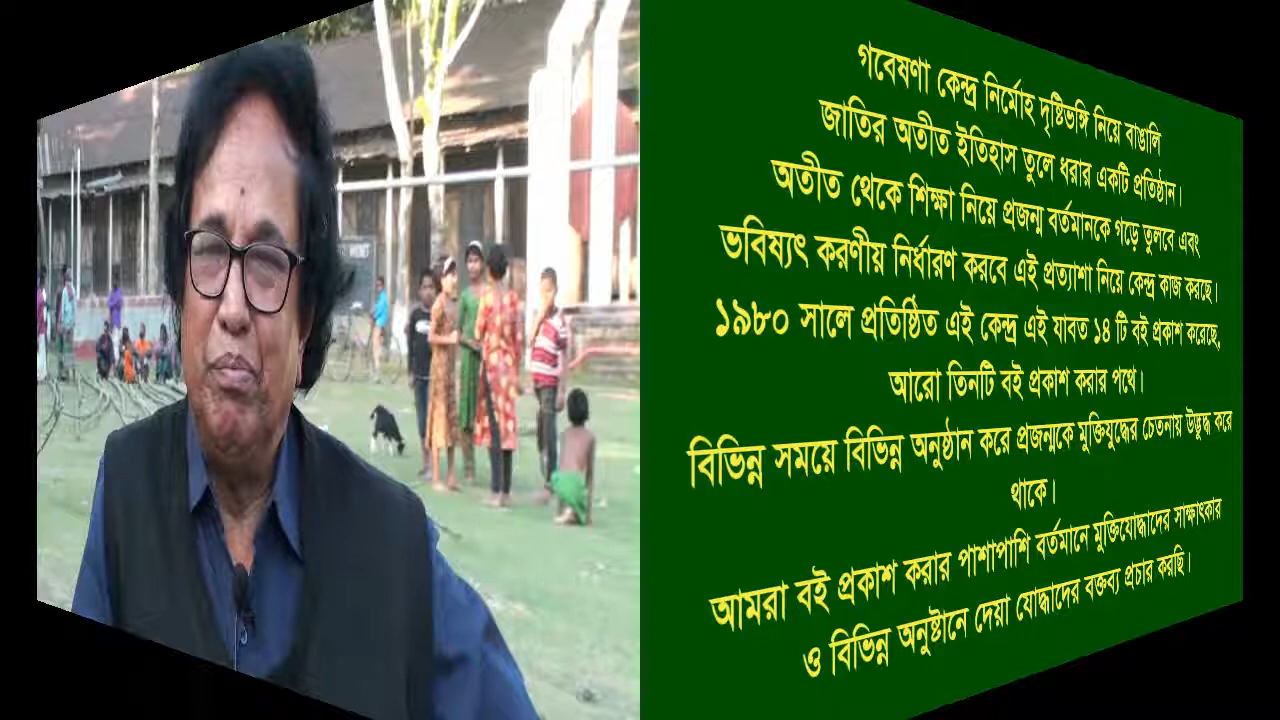 গবেষণা কেন্দ্র নির্মোহ দৃষ্টিভঙ্গি নিয়ে বাঙালি
জাতির অতীত ইতিহাস তুলে ধরার একটি প্রতিষ্ঠান।
অতীত থেকে শিক্ষা নিয়ে প্রজন্ম বর্তমানকে গড়ে তুলবে এবং
ভবিষ্যৎ করণীয় নির্ধারণ করবে এই প্রত্যাশা নিয়ে কেন্দ্র কাজ করছে।
১৯৮০ সালে প্রতিষ্ঠিত এই কেন্দ্র এই যাবত ১৪ টি বই প্রকাশ করেছে,
আরো তিনটি বই প্রকাশ করার পথে।
বিভিন্ন সময়ে বিভিন্ন অনুষ্ঠান করে প্রজন্মকে মুক্তিযুদ্ধের চেতনায় উদ্ভুদ্ধ করে
থাকে।
আমরা বই প্রকাশ করার পাশাপাশি বর্তমানে মুক্তিযোদ্ধাদের সাক্ষাৎকার
ও বিভিন্ন অনুষ্টানে দেয়া যোদ্ধাদের বক্তব্য প্রচার করছি।